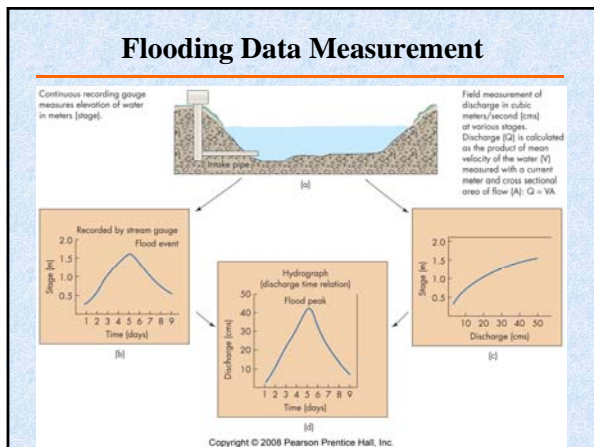 Flooding Data Measurement
Continuous recording gauge
measures elevation of water
in meters (stage).
Field measurement of
discharge in cubic
meters/second (cms)
at various stages.
Discharge (Q) is calculated
as the product of mean
velocity of the water (V)
measured with a current
meter and cross sectional
area of flow (A): Q = VA
Intake pipe
(a)
Recorded by stream gauge
Flood event
2.0
1.5
1.0
0.5
Stage (m)
1 2 3 4 5 6 7 8 9
Time (days)
(b)
Hydrograph
(discharge time relation)
Flood peak
50
40
30
20
10
Discharge (cms)
1 2 3 4 5 6 7 8 9
Time (days)
(d)
2.0
1.5
1.0
0.5
Stage (m)
10 20 30 40 50
Discharge (cms)
(c)
Copyright © 2008 Pearson Prentice Hall, Inc.